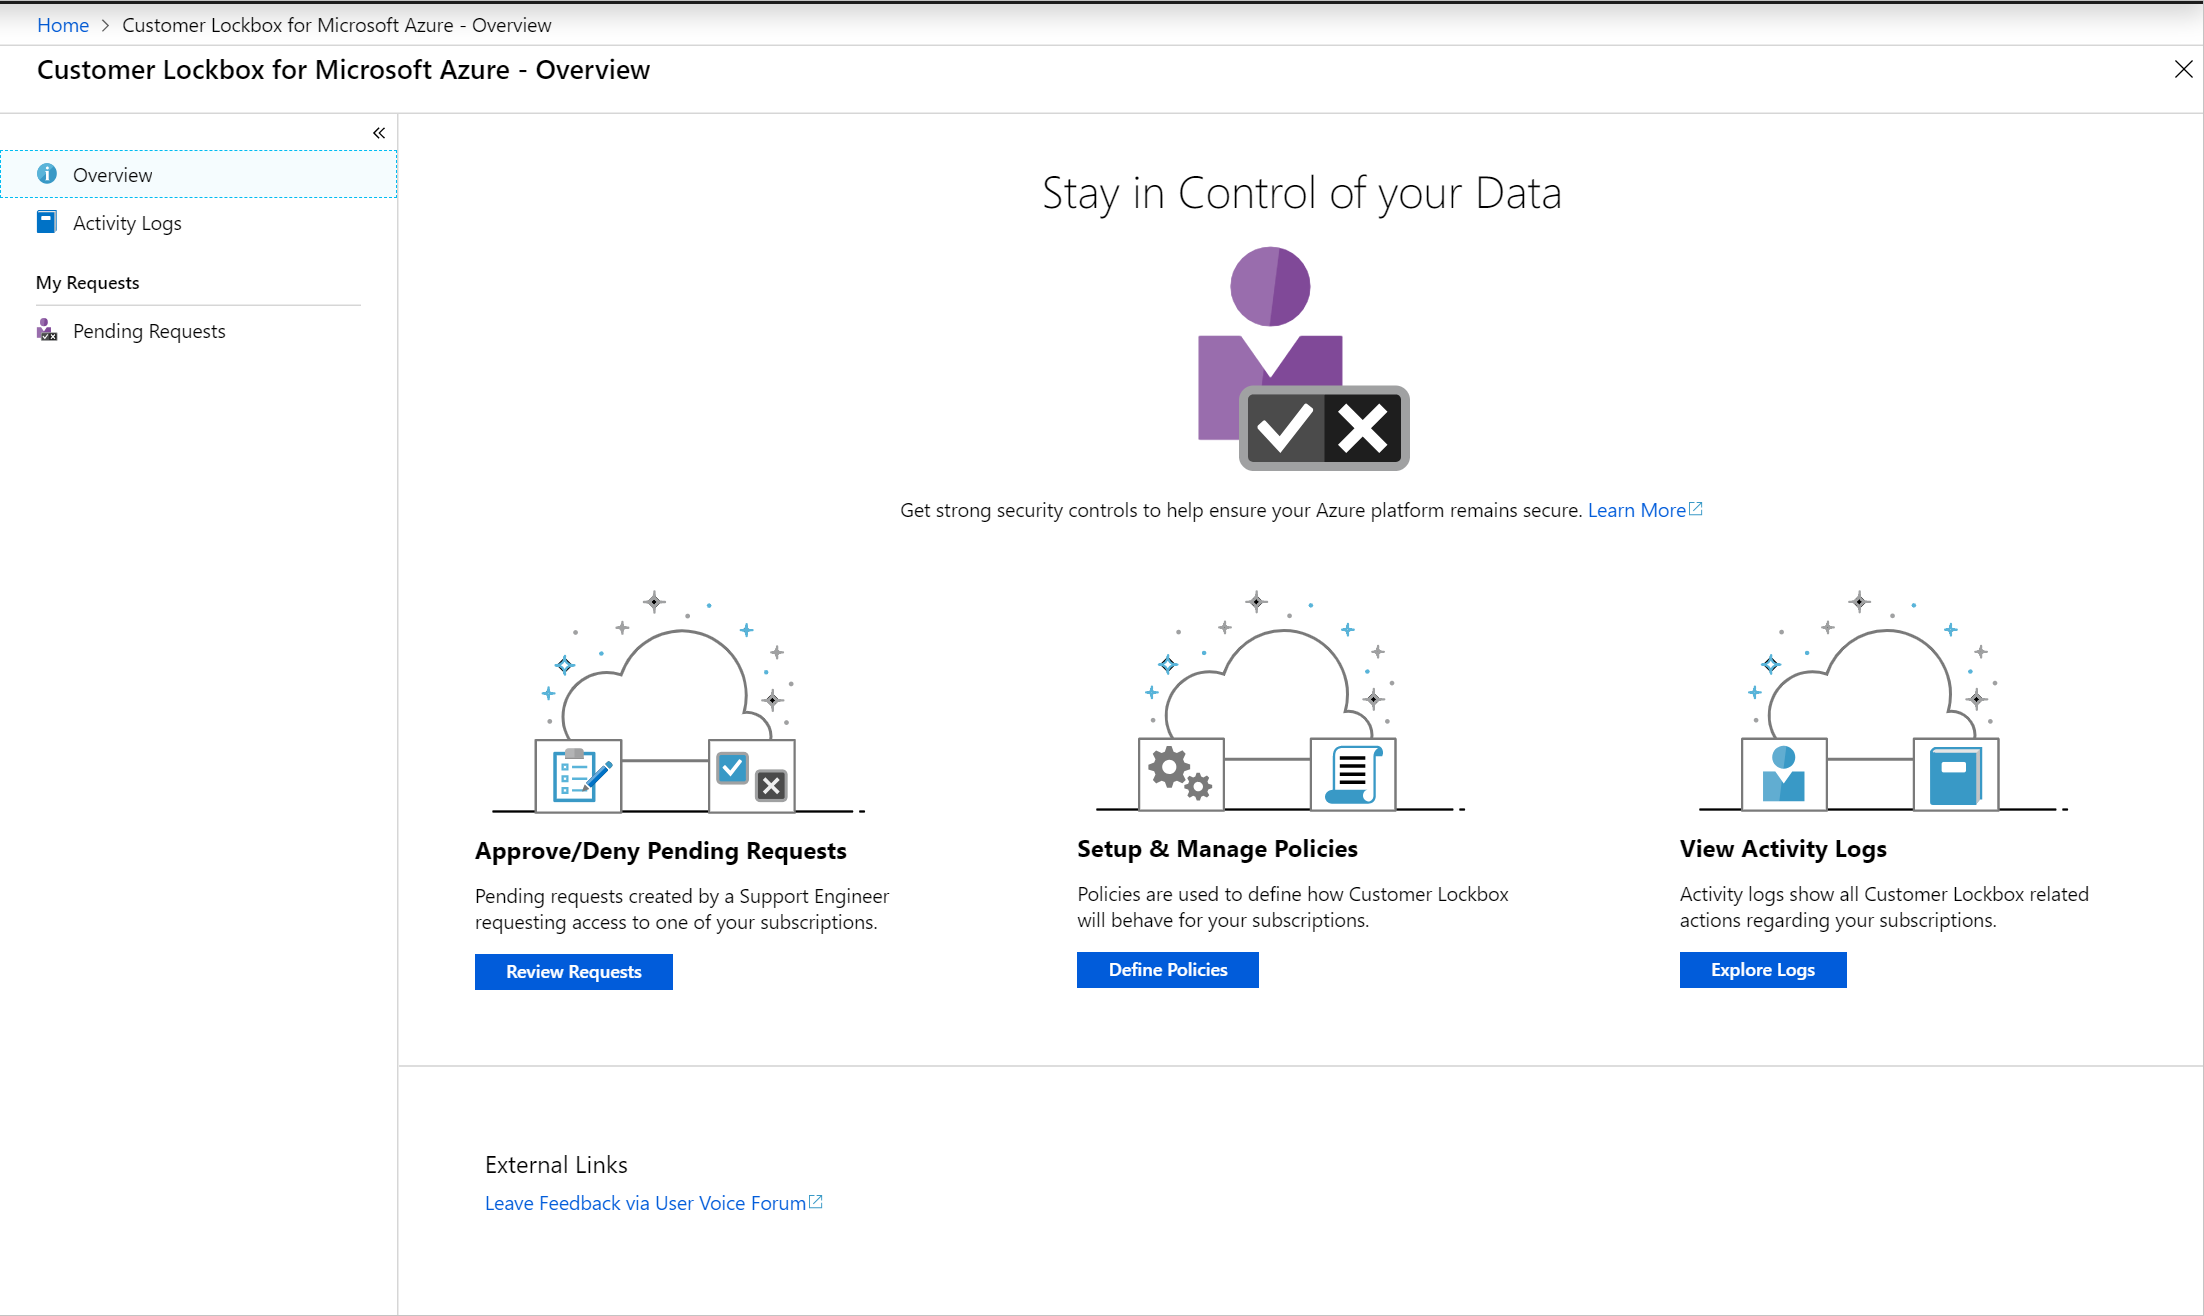 Home > Customer Lockbox for Microsoft Azure - Overview
Customer Lockbox for Microsoft Azure - Overview
Overview
Activity Logs
My Requests
Pending Requests
Stay in Control of your Data
Get strong security controls to help ensure your Azure platform remains secure. Learn More
Approve/Deny Pending Requests
Pending requests created by a Support Engineer
requesting access to one of your subscriptions.
Review Requests
Setup & Manage Policies
Policies are used to define how Customer Lockbox
will behave for your subscriptions.
Define Policies
View Activity Logs
Activity logs show all Customer Lockbox related
actions regarding your subscriptions.
Explore Logs
External Links
Leave Feedback via User Voice Forum